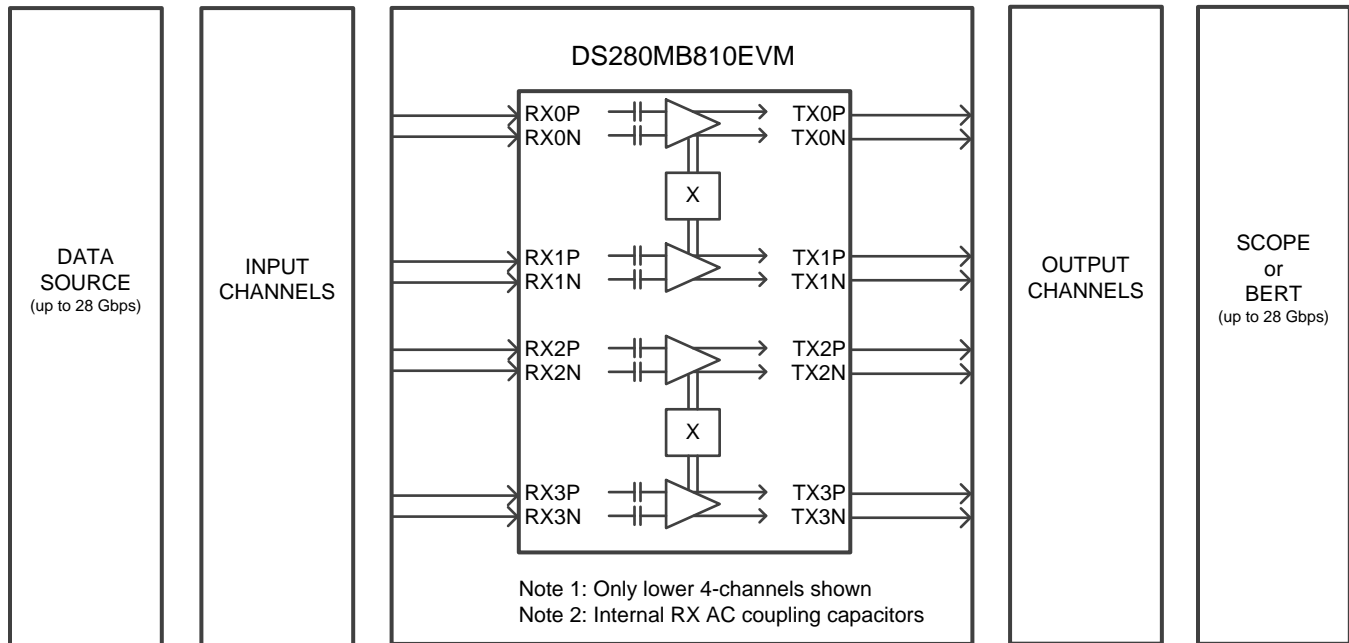 DS280MB810EVM
DATA
SOURCE
(up to 28 Gbps)
INPUT
CHANNELS
RX0P
RX0N
TX0P
TX0N
X
RX1P
RX1N
TX1P
TX1N
RX2P
RX2N
TX2P
TX2N
X
RX3P
RX3N
TX3P
TX3N
Note 1: Only lower 4-channels shown
Note 2: Internal RX AC coupling capacitors
OUTPUT
CHANNELS
SCOPE
or
BERT
(up to 28 Gbps)